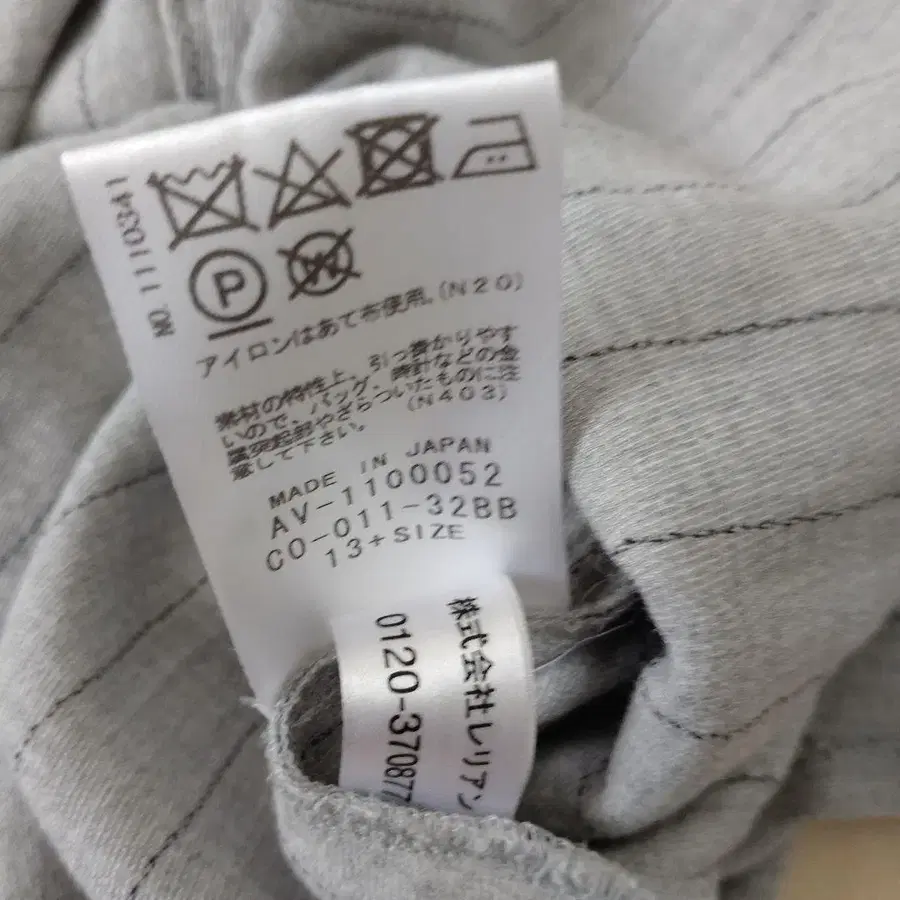 NO. 1110341
P
W
アイロンはあて布使用。(N20)
素材の特性上、引っ掛かりやす
いので、バッグ、時計などの金
属突起部やざらついたものに注
意して下さい。 (N403)
MADE IN JAPAN
AV-1100052
CO-011-32BB
13+SIZE
株式会社レリアン
0120-370877